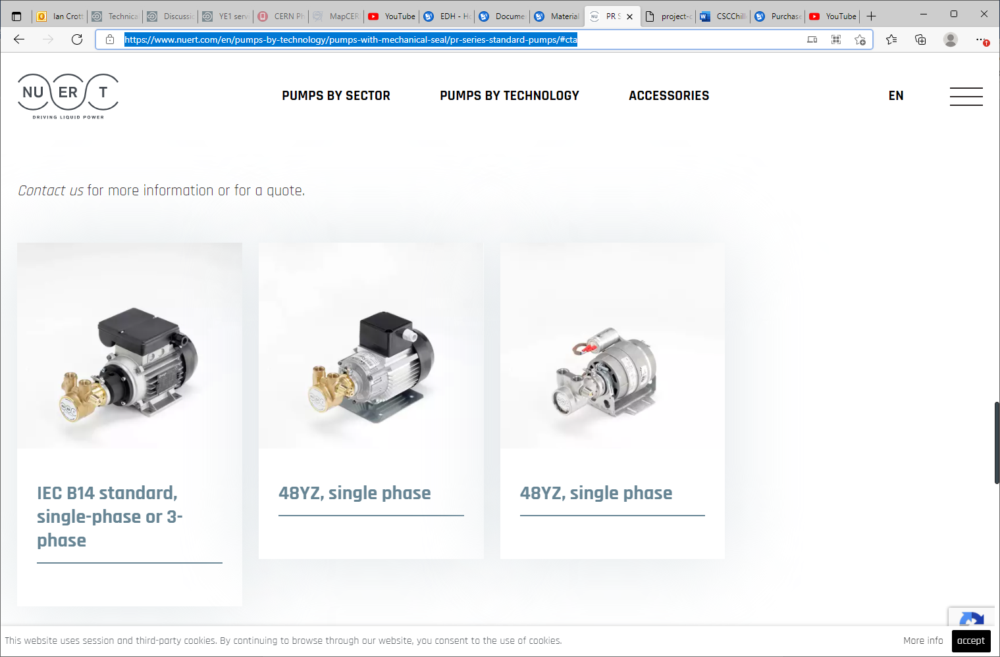 Ian Crott
Technica
Discussic
YE1 serv
CERN Ph
MapCER
YouTube
EDH - Ho
Docume
Material
PR S
project-c
CSCChill
Purchase
YouTube
https://www.nuert.com/en/pumps-by-technology/pumps-with-mechanical-seal/pr-series-standard-pumps/#cta
NU ER T
DRIVING LIQUID POWER
PUMPS BY SECTOR
PUMPS BY TECHNOLOGY
ACCESSORIES
EN
Contact us for more information or for a quote.
IEC B14 standard,
single-phase or 3-
phase
48YZ, single phase
48YZ, single phase
This website uses session and third-party cookies. By continuing to browse through our website, you consent to the use of cookies.
More info
accept